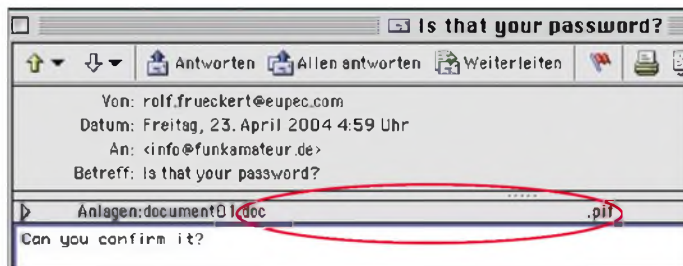 Is that your password?
Antworten Allen antworten Weiterleiten
Von: rolf.frueckert@eupec.com
Datum: Freitag, 23. April 2004 4:59 Uhr
An: <info@funkamateur.de>
Betreff: Is that your password?
Anlagen:document01.doc .pif
Can you confirm it?